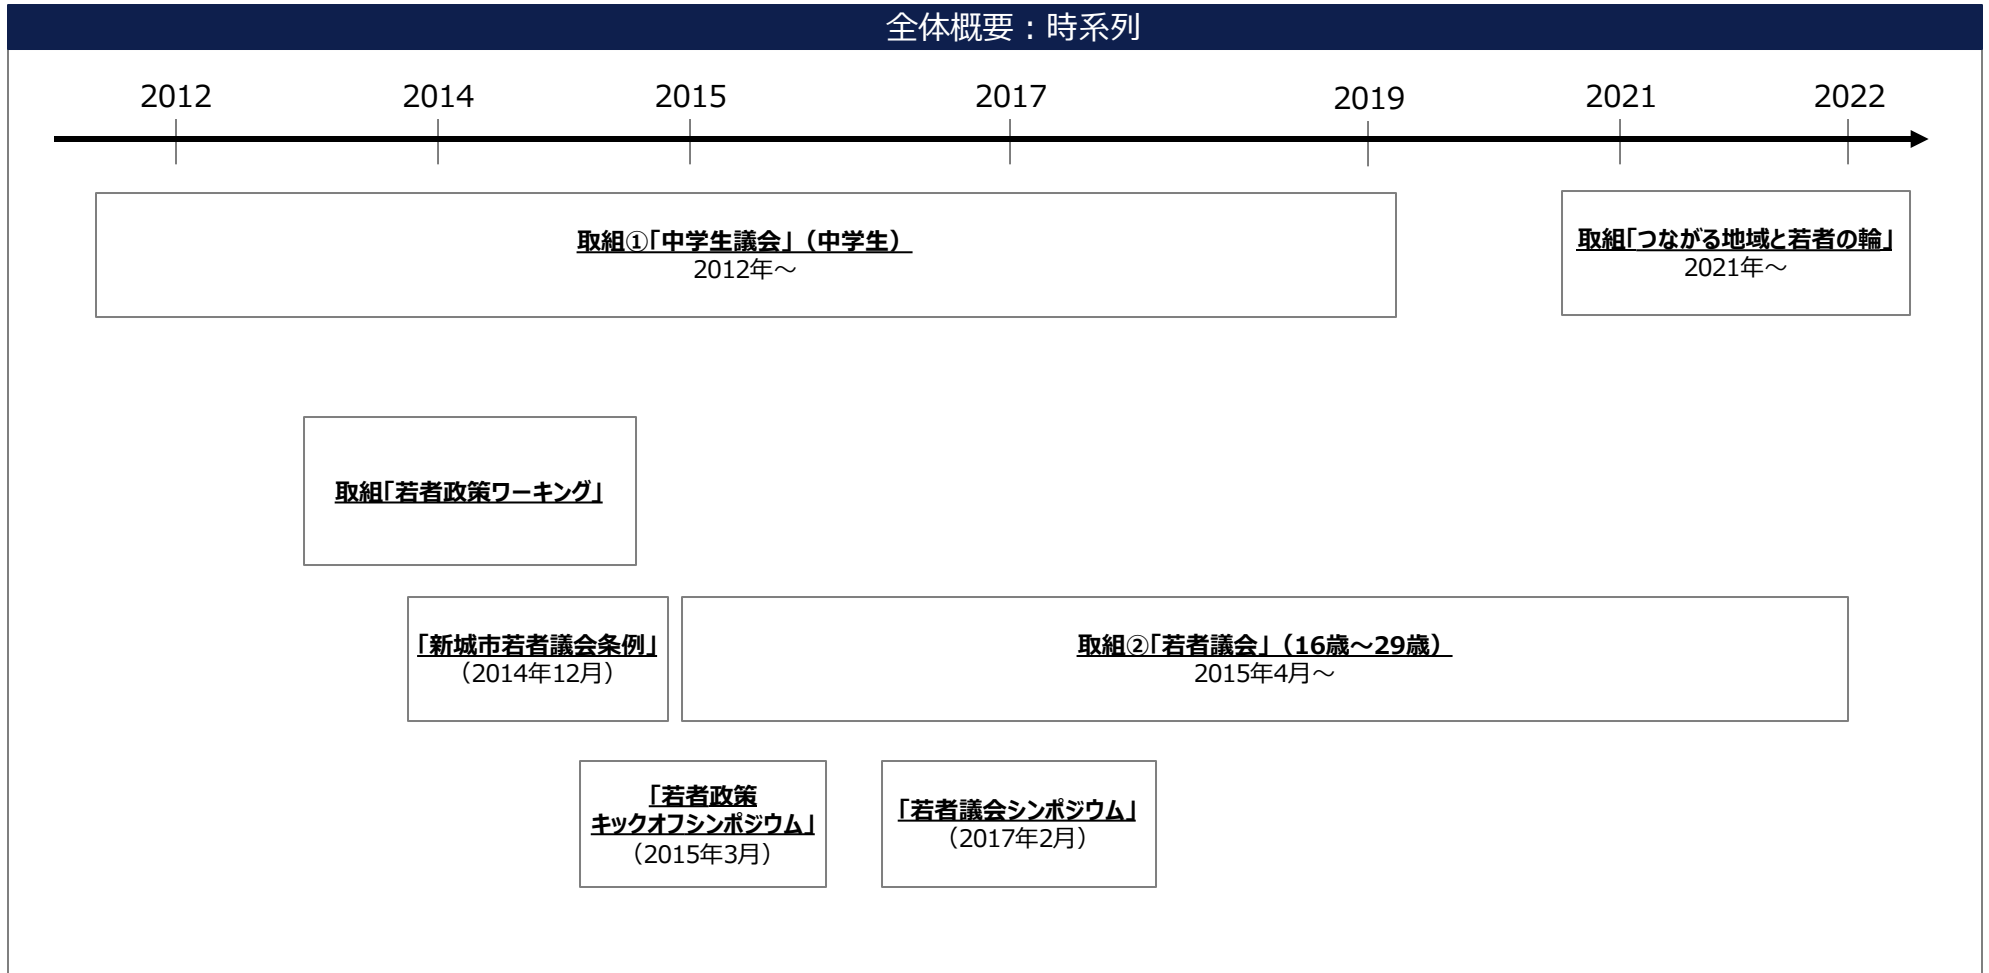 全体概要：時系列
2012
2014
2015
2017
2019
2021
2022
取組①「中学生議会」（中学生）
2012年～
取組「つながる地域と若者の輪」
2021年～
取組「若者政策ワーキング」
「新城市若者議会条例」
（2014年12月）
取組②「若者議会」（16歳～29歳）
2015年4月～
「若者政策
キックオフシンポジウム」
（2015年3月）
「若者議会シンポジウム」
（2017年2月）